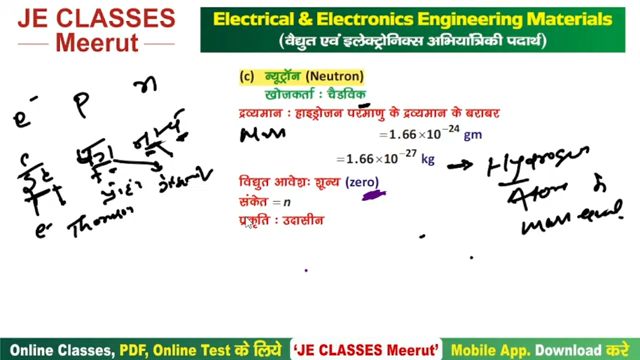 JE CLASSES
Meerut
Electrical & Electronics Engineering Materials
(वैद्युत एवं इलेक्ट्रोनिक्स अभियांत्रिकी पदार्थ)
(c) न्यूट्रॉन (Neutron)
खोजकर्ता : चैडविक
द्रव्यमान : हाइड्रोजन परमाणु के द्रव्यमान के बराबर
= 1.66×10⁻²⁴ gm
= 1.66×10⁻²⁷ kg
विद्युत आवेशः शून्य (zero)
संकेत = n
प्रकृति : उदासीन
e⁻ p n
e⁻ Thomson
Hydrogen
Atom
mass equal
Online Classes, PDF, Online Test के लिये 'JE CLASSES Meerut' Mobile App. Download करे